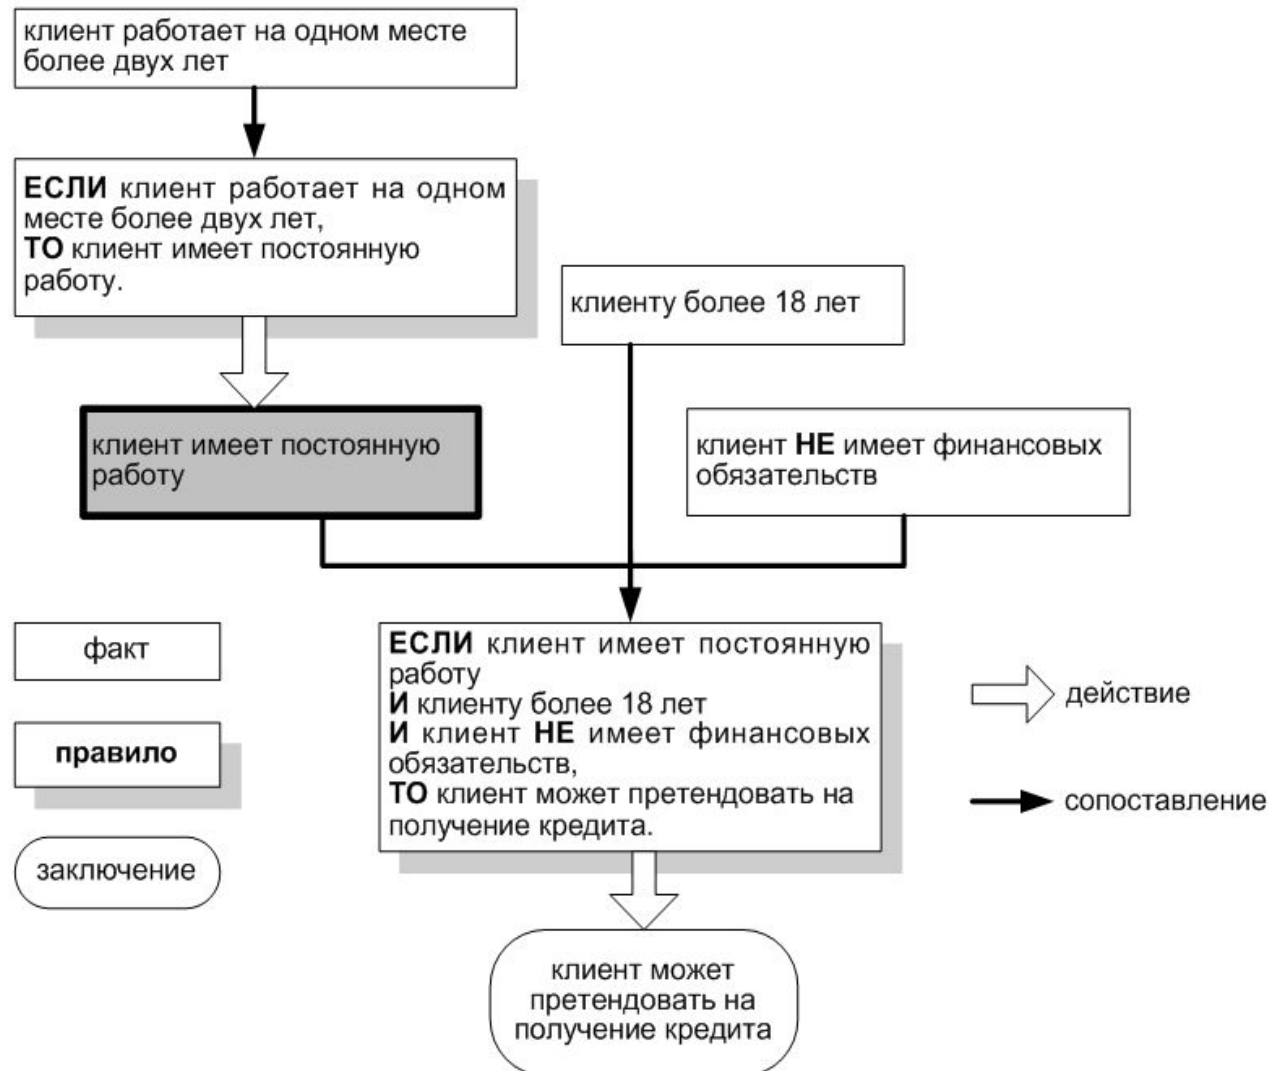 клиент работает на одном месте
более двух лет
ЕСЛИ клиент работает на одном
месте более двух лет,
ТО клиент имеет постоянную
работу.
клиенту более 18 лет
клиент имеет постоянную
работу
клиент НЕ имеет финансовых
обязательств
факт
правило
заключение
ЕСЛИ клиент имеет постоянную
работу
И клиенту более 18 лет
И клиент НЕ имеет финансовых
обязательств,
ТО клиент может претендовать на
получение кредита.
действие
сопоставление
клиент может
претендовать на
получение кредита